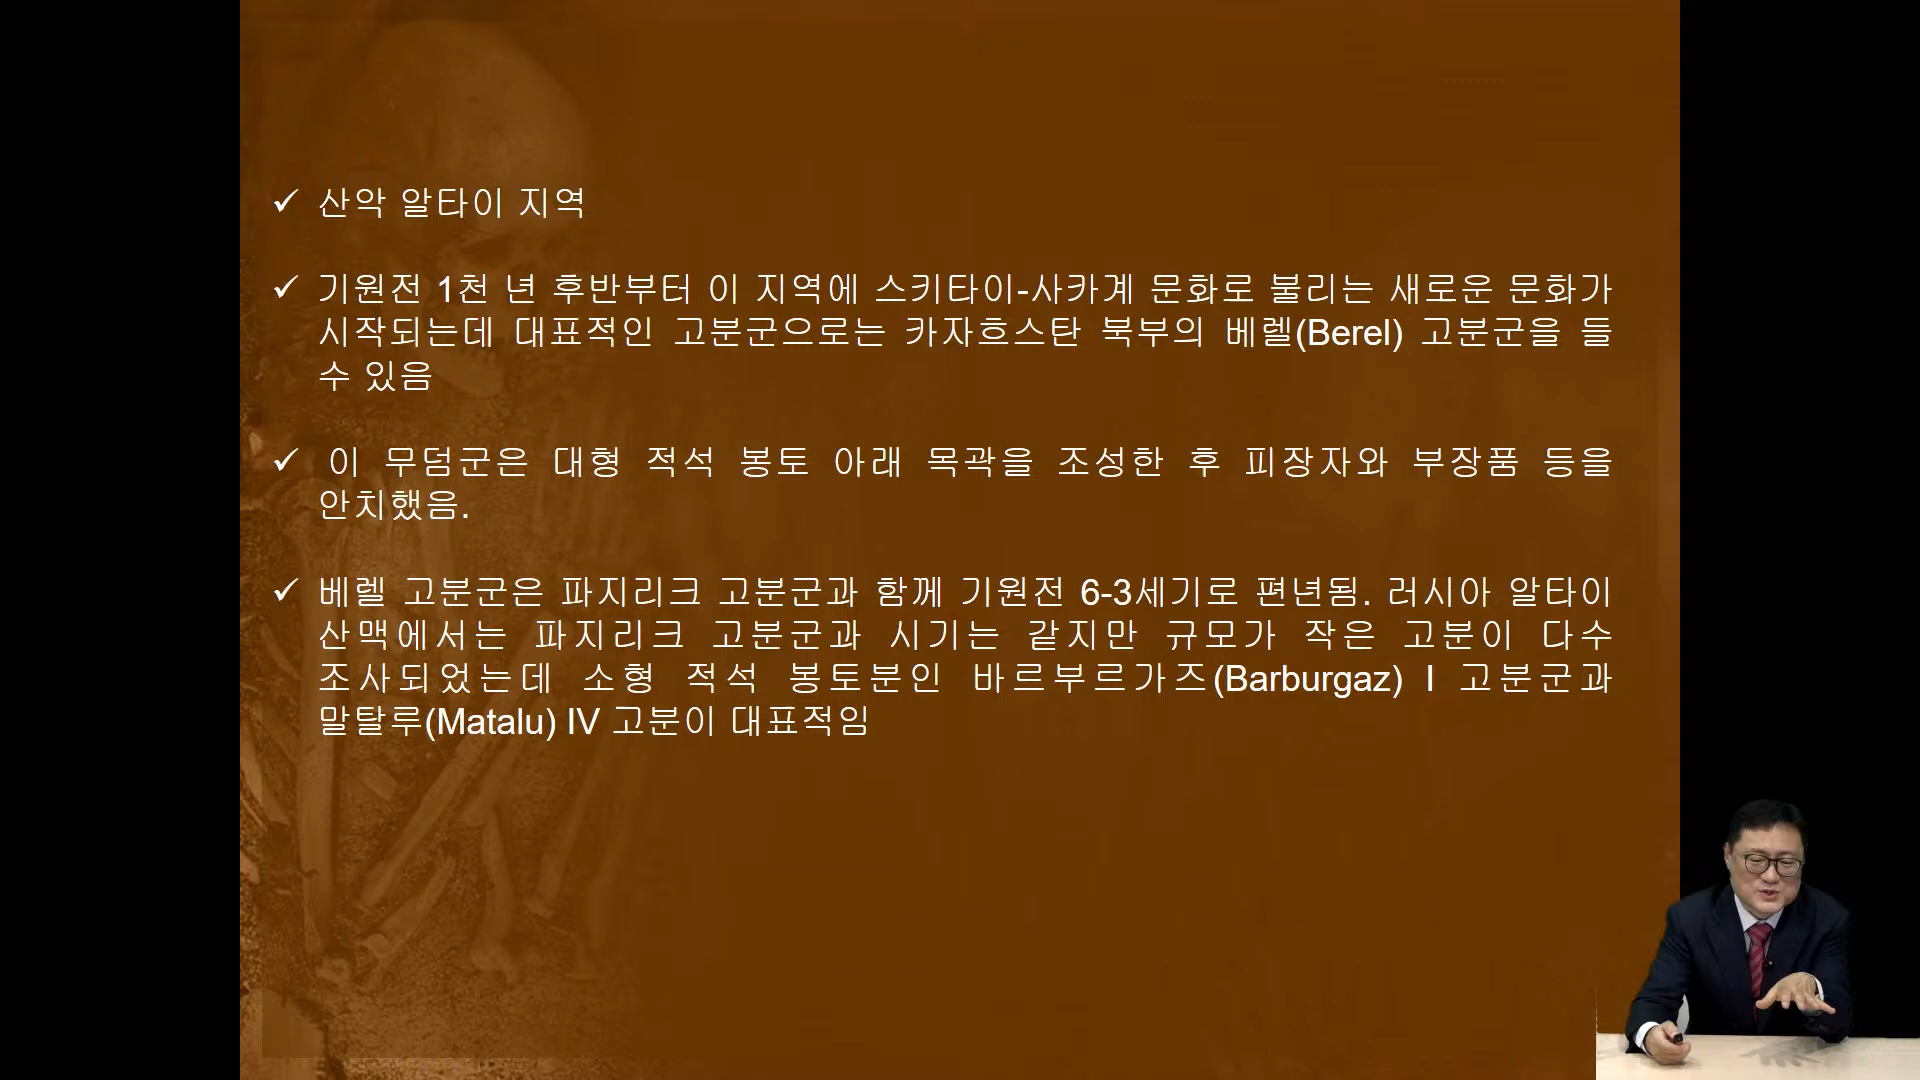 ✓ 산악 알타이 지역
✓ 기원전 1천 년 후반부터 이 지역에 스키타이-사카계 문화로 불리는 새로운 문화가
시작되는데 대표적인 고분군으로는 카자흐스탄 북부의 베렐(Berel) 고분군을 들
수 있음
✓ 이 무덤군은 대형 적석 봉토 아래 목곽을 조성한 후 피장자와 부장품 등을
안치했음.
✓ 베렐 고분군은 파지리크 고분군과 함께 기원전 6-3세기로 편년됨. 러시아 알타이
산맥에서는 파지리크 고분군과 시기는 같지만 규모가 작은 고분이 다수
조사되었는데 소형 적석 봉토분인 바르부르가즈(Barburgaz) I 고분군과
말탈루(Matalu) IV 고분이 대표적임